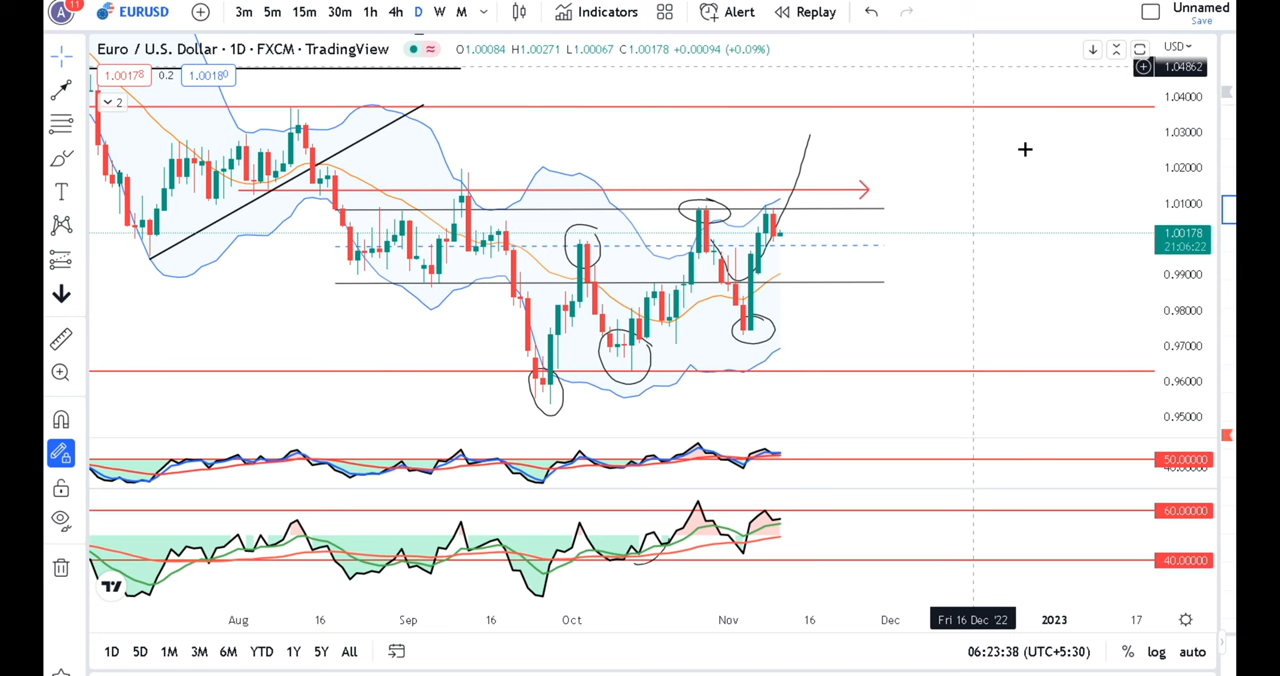 A 11 EURUSD 3m 5m 15m 30m 1h 4h D W M Indicators Alert Replay Unnamed
Save
Euro / U.S. Dollar · 1D · FXCM · TradingView O1.00084 H1.00271 L1.00067 C1.00178 +0.00094 (+0.09%) USD
1.04862
1.00178 0.2 1.00180
2
1.04000
1.03000
1.02000
1.01000
1.00178
21:06:22
0.99000
0.98000
0.97000
0.96000
0.95000
50.00000
60.00000
40.00000
Aug 16 Sep 16 Oct Nov 16 Dec Fri 16 Dec '22 2023 17
1D 5D 1M 3M 6M YTD 1Y 5Y All 06:23:38 (UTC+5:30) % log auto